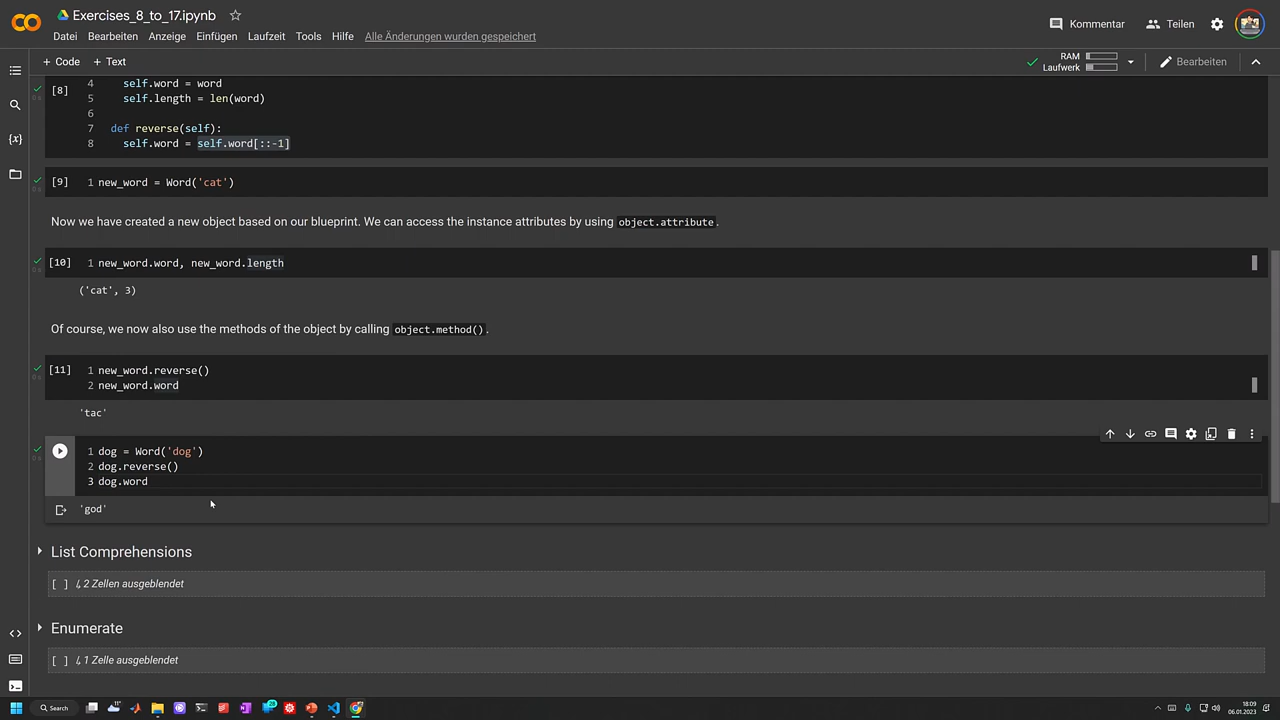 Exercises_8_to_17.ipynb
Kommentar
Teilen
Datei Bearbeiten Anzeige Einfügen Laufzeit Tools Hilfe Alle Änderungen wurden gespeichert
+ Code + Text
RAM
Laufwerk
Bearbeiten
[8]
4 self.word = word
5 self.length = len(word)
6
7 def reverse(self):
8 self.word = self.word[::-1]
[9] 1 new_word = Word('cat')
Now we have created a new object based on our blueprint. We can access the instance attributes by using object.attribute.
[10] 1 new_word.word, new_word.length
('cat', 3)
Of course, we now also use the methods of the object by calling object.method().
[11] 1 new_word.reverse()
2 new_word.word
'tac'
1 dog = Word('dog')
2 dog.reverse()
3 dog.word
'god'
List Comprehensions
[ ] ↳ 2 Zellen ausgeblendet
Enumerate
[ ] ↳ 1 Zelle ausgeblendet
Search
18:09
06.01.2023